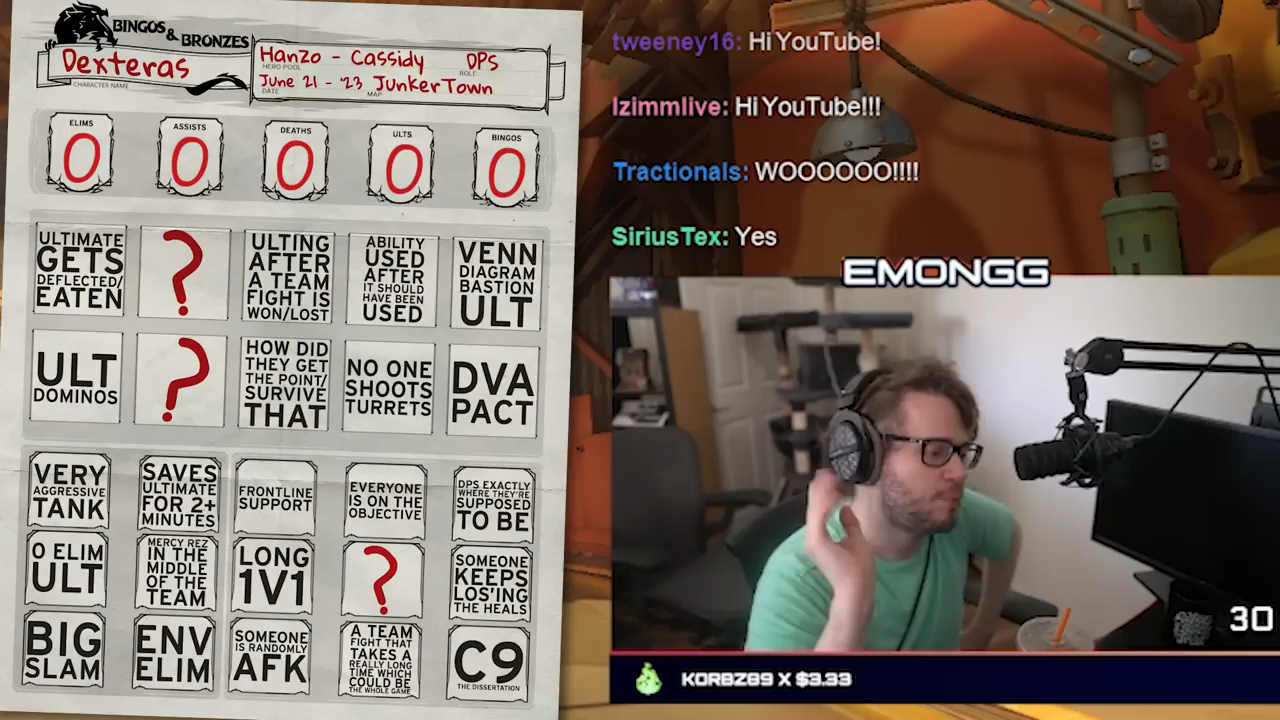 BINGOS & BRONZES
Dexteras
CHARACTER NAME
Hanzo - Cassidy DPS
HERO POOL ROLE
June 21 - '23 JunkerTown
DATE MAP
ELIMS ASSISTS DEATHS ULTS BINGOS
0 0 0 0 0
ULTIMATE
GETS
DEFLECTED/
EATEN
?
ULTING
AFTER
A TEAM
FIGHT IS
WON/LOST
ABILITY
USED
AFTER
IT SHOULD
HAVE BEEN
USED
VENN
DIAGRAM
BASTION
ULT
ULT
DOMINOS
?
HOW DID
THEY GET
THE POINT/
SURVIVE
THAT
NO ONE
SHOOTS
TURRETS
DVA
PACT
VERY
AGGRESSIVE
TANK
SAVES
ULTIMATE
FOR 2+
MINUTES
FRONTLINE
SUPPORT
EVERYONE
IS ON THE
OBJECTIVE
DPS EXACTLY
WHERE THEY'RE
SUPPOSED
TO BE
0 ELIM
ULT
MERCY REZ
IN THE
MIDDLE
OF THE
TEAM
LONG
1V1
?
SOMEONE
KEEPS
LOS'ING
THE HEALS
BIG
SLAM
ENV
ELIM
SOMEONE
IS RANDOMLY
AFK
A TEAM
FIGHT THAT
TAKES A
REALLY LONG
TIME WHICH
COULD BE
THE WHOLE GAME
C9
THE DISSERTATION
tweeney16: Hi YouTube!
lzimmlive: Hi YouTube!!!
Tractionals: WOOOOOO!!!!
SiriusTex: Yes
EMONGG
30
KORBZ89 X $3.33